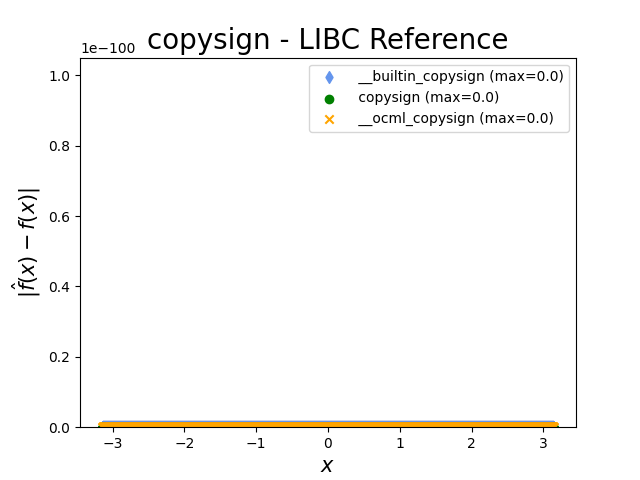 copysign - LIBC Reference
1e−100
1.0
0.8
0.6
0.4
0.2
0.0
|f̂(x) − f(x)|
__builtin_copysign (max=0.0)
copysign (max=0.0)
__ocml_copysign (max=0.0)
−3 −2 −1 0 1 2 3
x